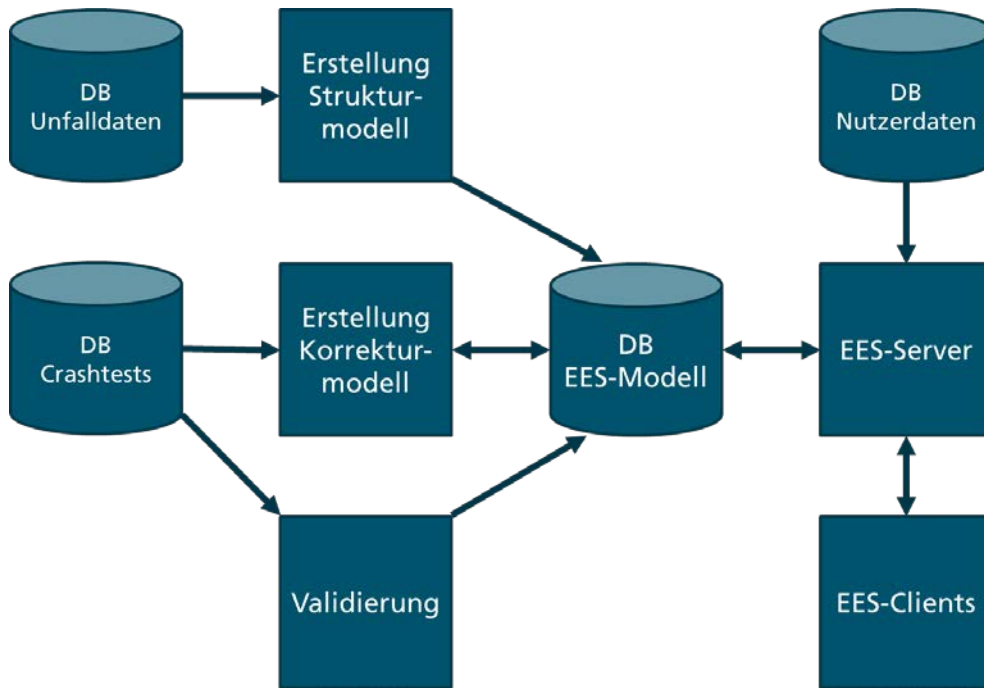 DB
Unfalldaten
Erstellung
Struktur-
modell
DB
Nutzerdaten
DB
Crashtests
Erstellung
Korrektur-
modell
DB
EES-Modell
EES-Server
Validierung
EES-Clients